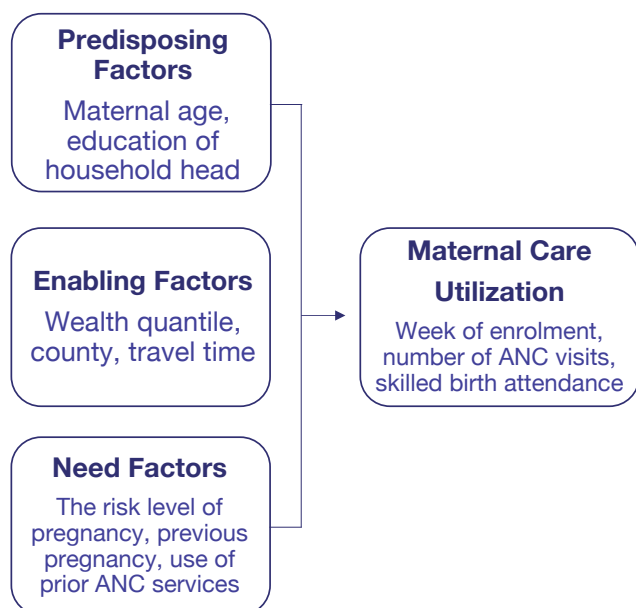 Predisposing
Factors
Maternal age,
education of
household head
Enabling Factors
Wealth quantile,
county, travel time
Need Factors
The risk level of
pregnancy, previous
pregnancy, use of
prior ANC services
Maternal Care
Utilization
Week of enrolment,
number of ANC visits,
skilled birth attendance